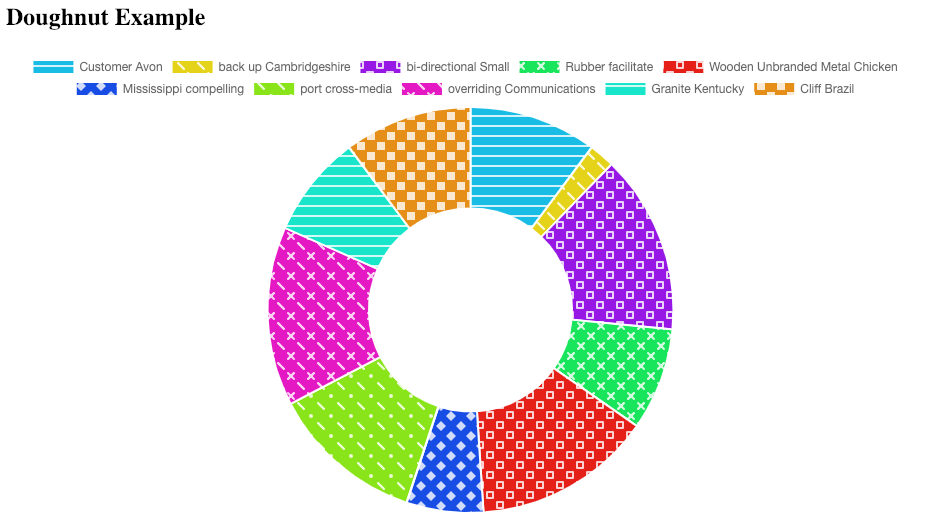 Doughnut Example
Customer Avon back up Cambridgeshire bi-directional Small Rubber facilitate Wooden Unbranded Metal Chicken
Mississippi compelling port cross-media overriding Communications Granite Kentucky Cliff Brazil